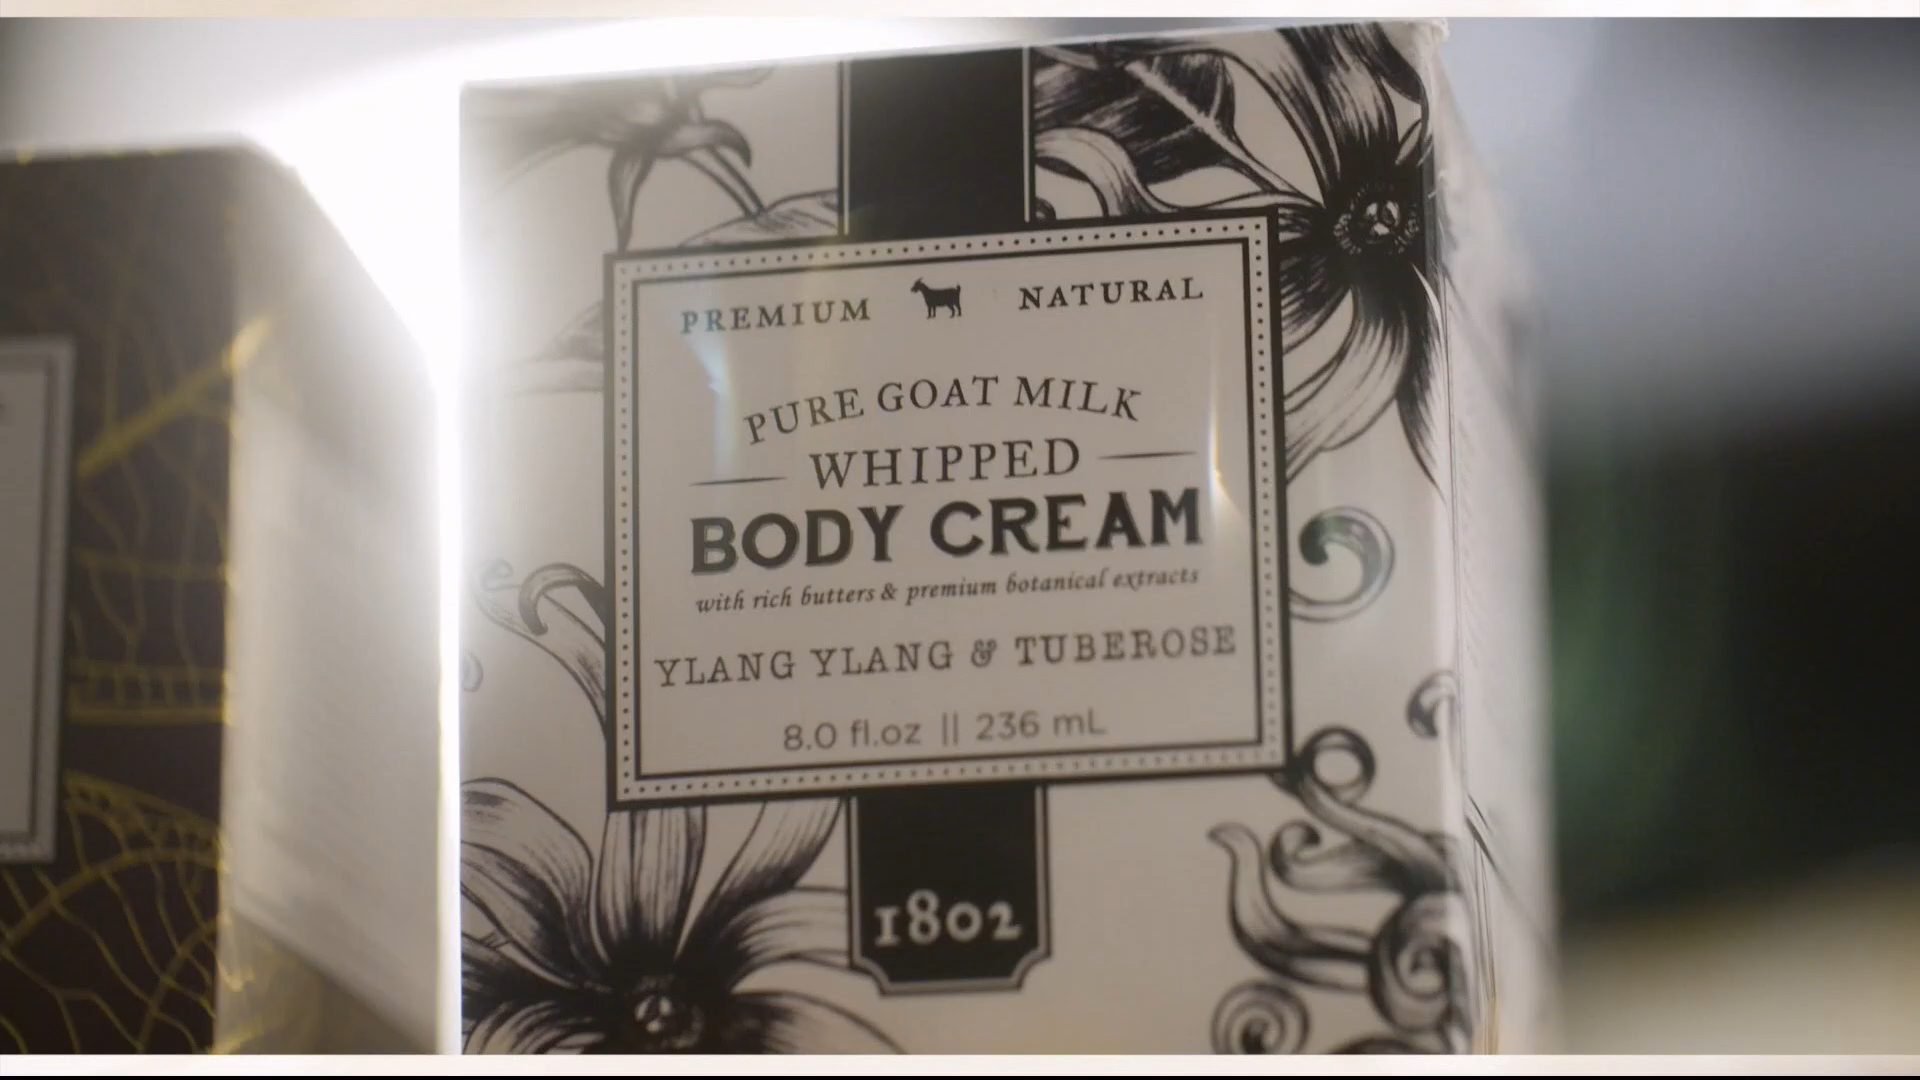 PREMIUM NATURAL
PURE GOAT MILK
WHIPPED
BODY CREAM
with rich butters & premium botanical extracts
YLANG YLANG & TUBEROSE
8.0 fl.oz || 236 mL
1802